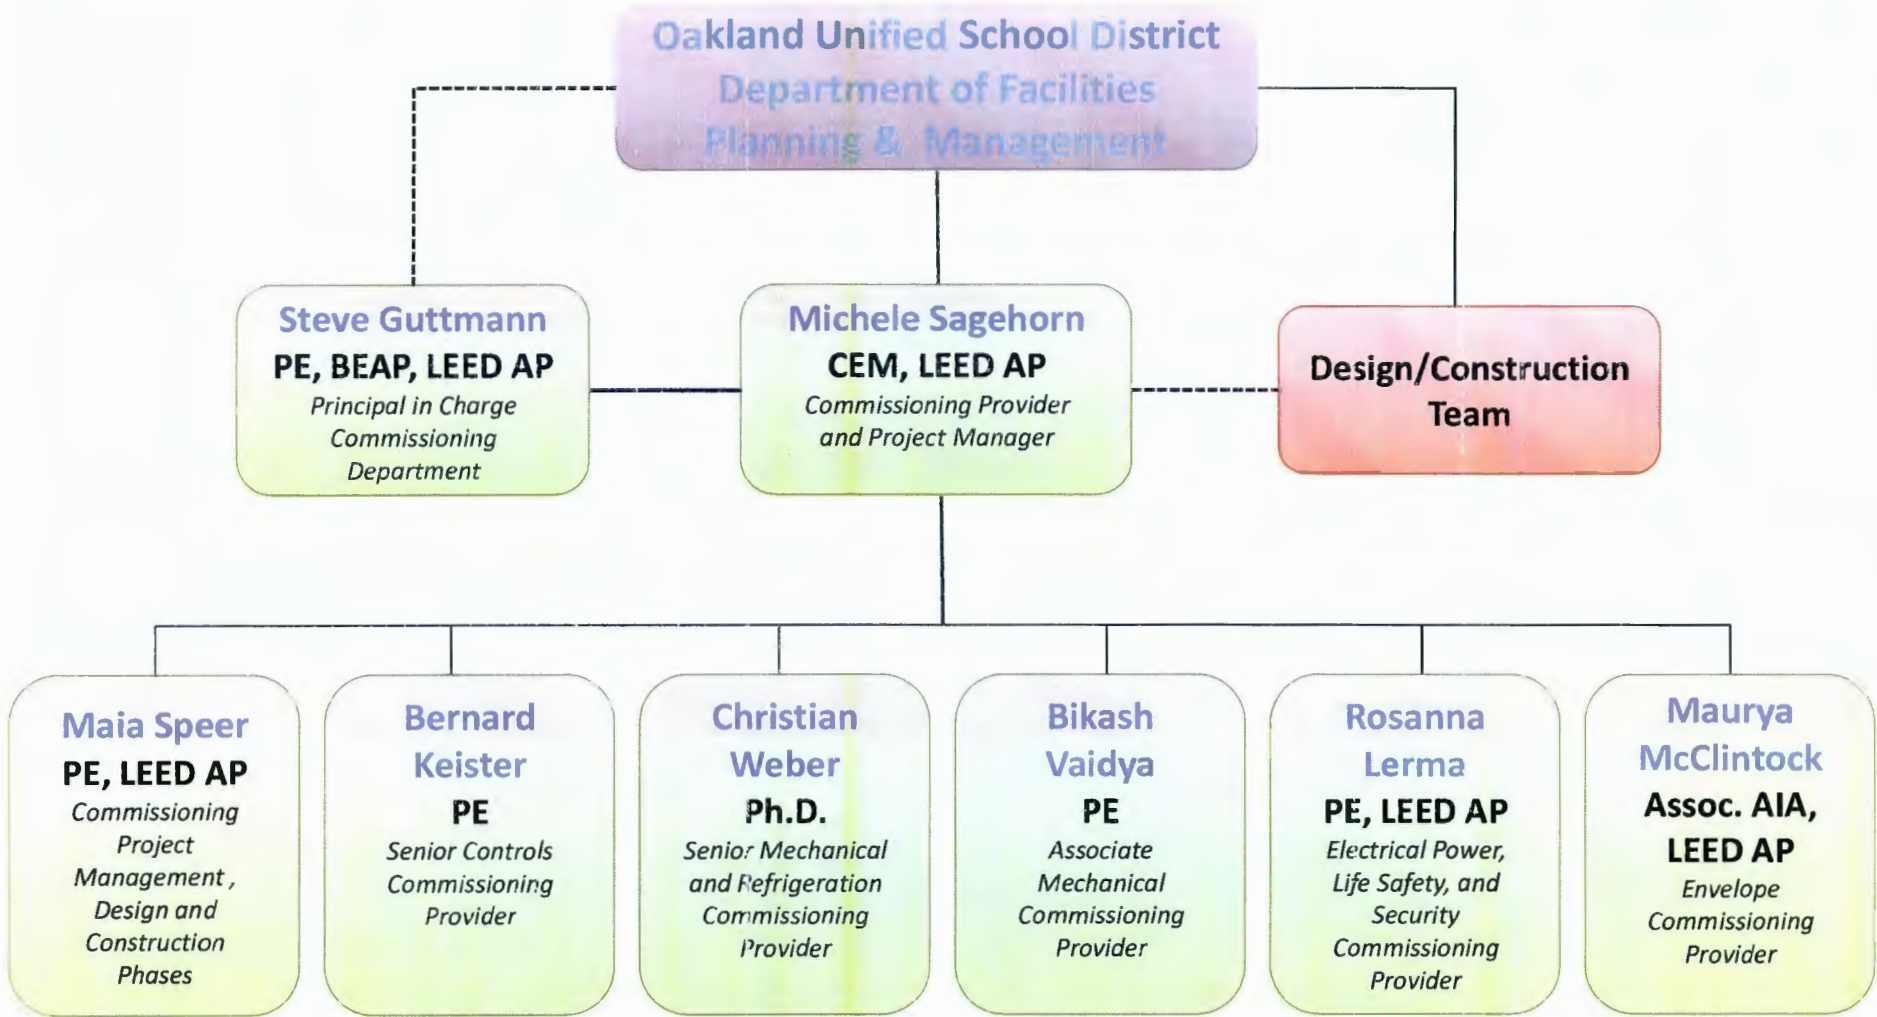 Oakland Unified School District
Department of Facilities
Planning & Management
Steve Guttmann
PE, BEAP, LEED AP
Principal in Charge
Commissioning
Department
Michele Sagehorn
CEM, LEED AP
Commissioning Provider
and Project Manager
Design/Construction
Team
Maia Speer
PE, LEED AP
Commissioning
Project
Management ,
Design and
Construction
Phases
Bernard
Keister
PE
Senior Controls
Commissioning
Provider
Christian
Weber
Ph.D.
Senior Mechanical
and Refrigeration
Commissioning
Provider
Bikash
Vaidya
PE
Associate
Mechanical
Commissioning
Provider
Rosanna
Lerma
PE, LEED AP
Electrical Power,
Life Safety, and
Security
Commissioning
Provider
Maurya
McClintock
Assoc. AIA,
LEED AP
Envelope
Commissioning
Provider